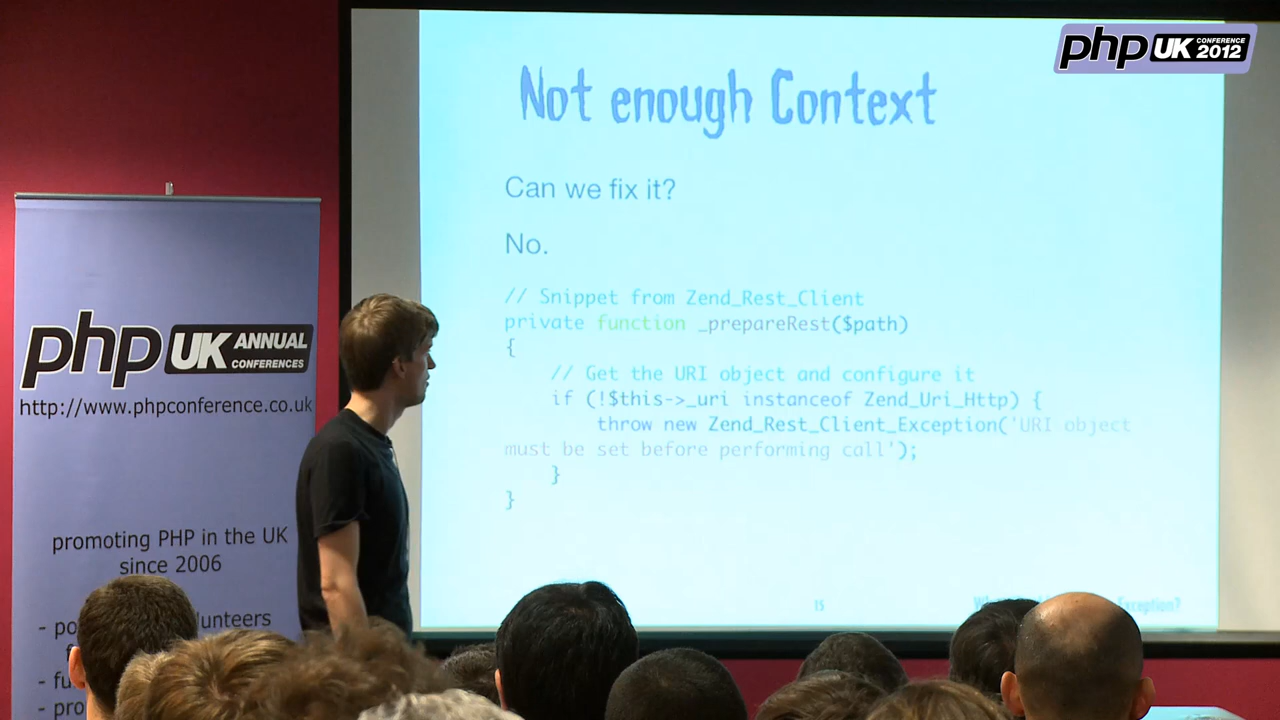 php UK CONFERENCE 2012
Not enough Context
Can we fix it?
No.
// Snippet from Zend_Rest_Client
private function _prepareRest($path)
{
// Get the URI object and configure it
if (!$this->_uri instanceof Zend_Uri_Http) {
throw new Zend_Rest_Client_Exception('URI object
must be set before performing call');
}
}
15
Exception?
php UK ANNUAL CONFERENCES
http://www.phpconference.co.uk
promoting PHP in the UK
since 2006